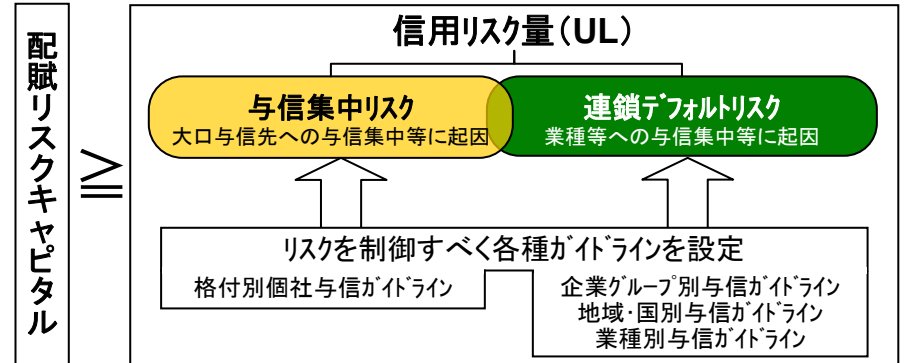 配賦リスクキャピタル
≧
信用リスク量（UL）
与信集中リスク
大口与信先への与信集中等に起因
連鎖デフォルトリスク
業種等への与信集中等に起因
リスクを制御すべく各種ガイドラインを設定
格付別個社与信ガイドライン
企業グループ別与信ガイドライン
地域・国別与信ガイドライン
業種別与信ガイドライン